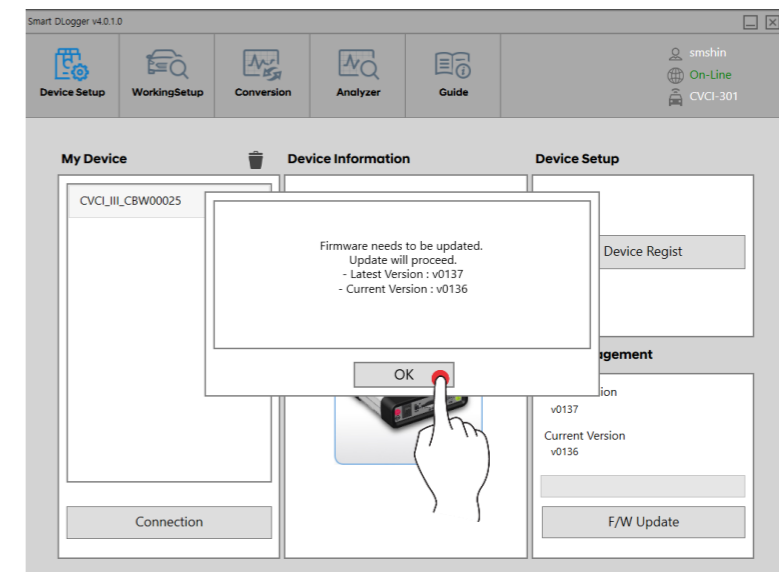 Smart DLogger v4.0.1.0
smshin
On-Line
CVCI-301
Device Setup
WorkingSetup
Conversion
Analyzer
Guide
My Device
Device Information
Device Setup
CVCI_III_CBW00025
Firmware needs to be updated.
Update will proceed.
- Latest Version : v0137
- Current Version : v0136
OK
Device Regist
v0137
Current Version
v0136
Connection
F/W Update